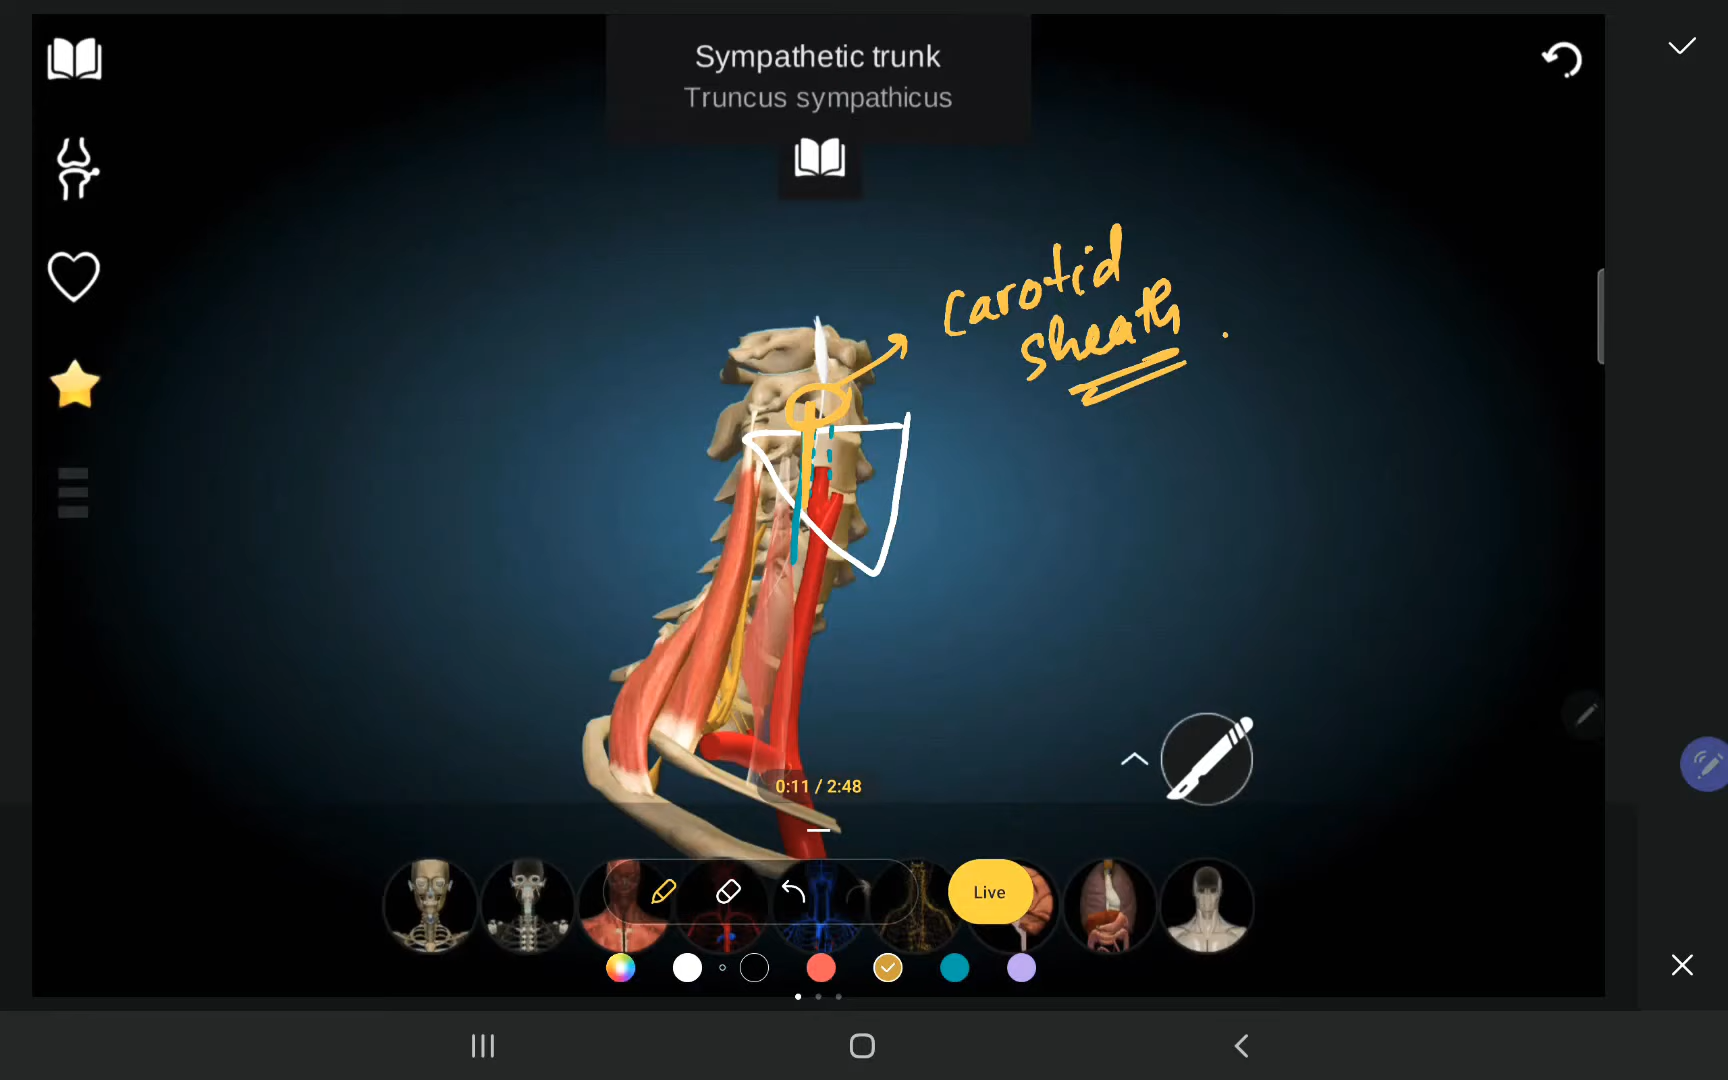 Sympathetic trunk
Truncus sympathicus
Carotid
sheath
0:11 / 2:48
Live